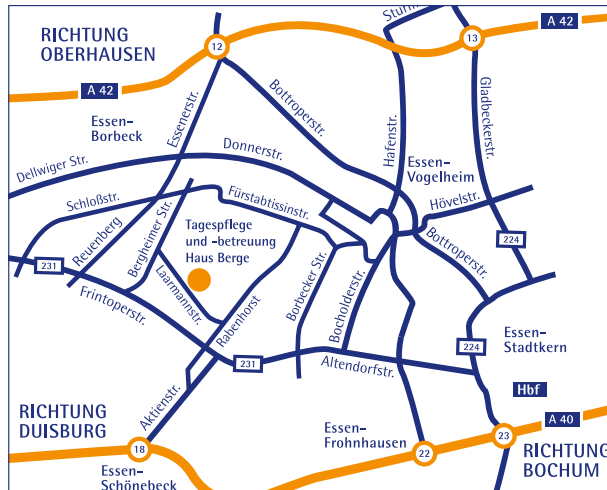 Sturm
RICHTUNG
OBERHAUSEN
12
13
A 42
A 42
Essen-
Borbeck
Essenerstr.
Bottroperstr.
Hafenstr.
Gladbeckerstr.
Dellwiger Str.
Donnerstr.
Essen-
Vogelheim
Schloßstr.
Fürstabtissinstr.
Hövelstr.
Reuenberg
Bergheimer Str.
Tagespflege
und -betreuung
Haus Berge
224
231
Laarmannstr.
Bottroperstr.
Frintoperstr.
Rabenhorst
Borbecker Str.
Bocholderstr.
Essen-
Stadtkern
224
231
Altendorfstr.
Aktienstr.
Hbf
RICHTUNG
DUISBURG
A 40
18
Essen-
Frohnhausen
22
23
RICHTUNG
BOCHUM
Essen-
Schönebeck